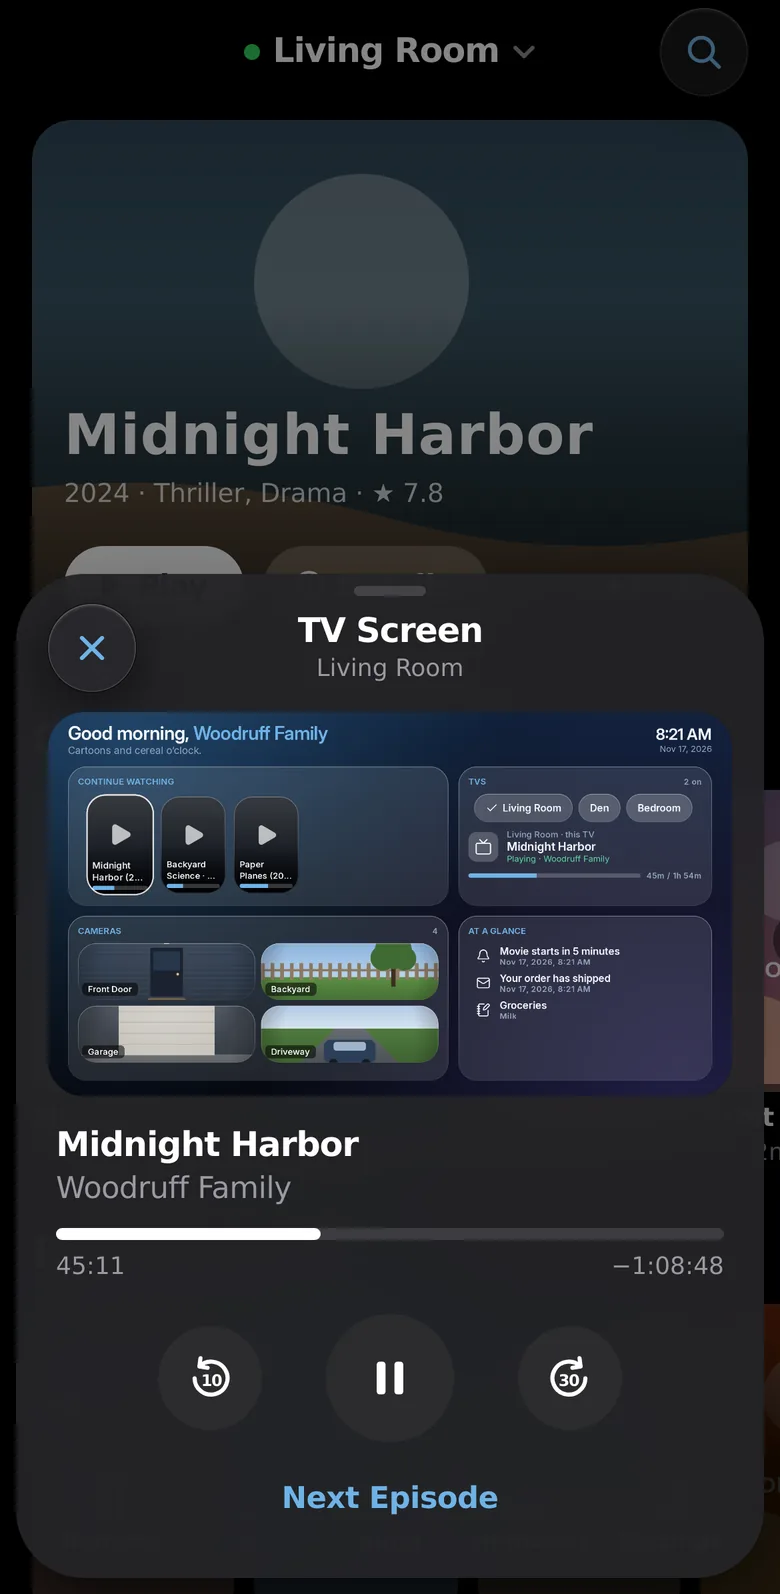 Living Room
Midnight Harbor
2024 · Thriller, Drama · ★ 7.8
Play
TV Screen
Living Room
Good morning, Woodruff Family
Cartoons and cereal o'clock.
8:21 AM
Nov 17, 2026
CONTINUE WATCHING
Midnight
Harbor (2...
Backyard
Science · ...
Paper
Planes (20...
TVS
2 on
Living Room
Den
Bedroom
Living Room · this TV
Midnight Harbor
Playing · Woodruff Family
45m / 1h 54m
CAMERAS
4
Front Door
Backyard
Garage
Driveway
AT A GLANCE
Movie starts in 5 minutes
Nov 17, 2026, 8:21 AM
Your order has shipped
Nov 17, 2026, 8:21 AM
Groceries
Milk
Midnight Harbor
Woodruff Family
45:11
−1:08:48
10
30
Next Episode